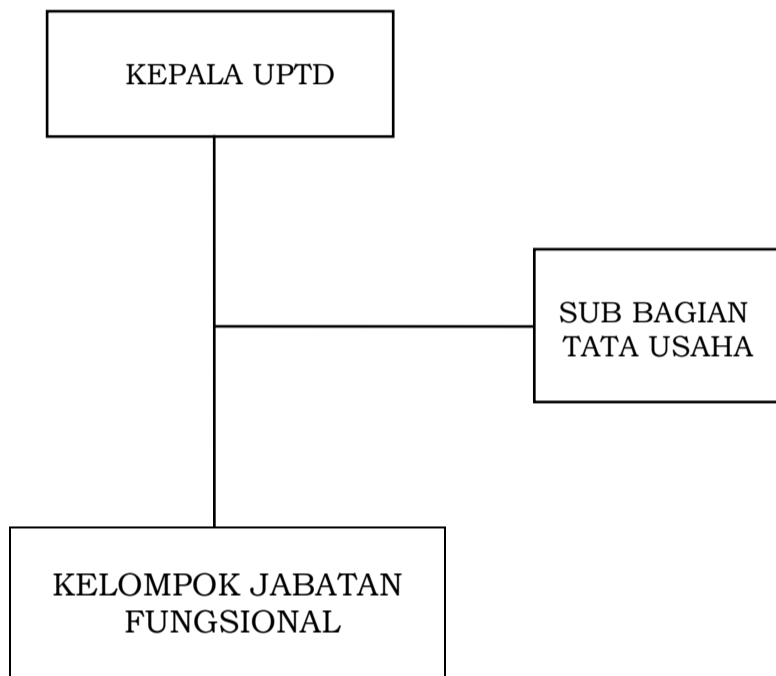 KEPALA UPTD
SUB BAGIAN
TATA USAHA
KELOMPOK JABATAN
FUNGSIONAL